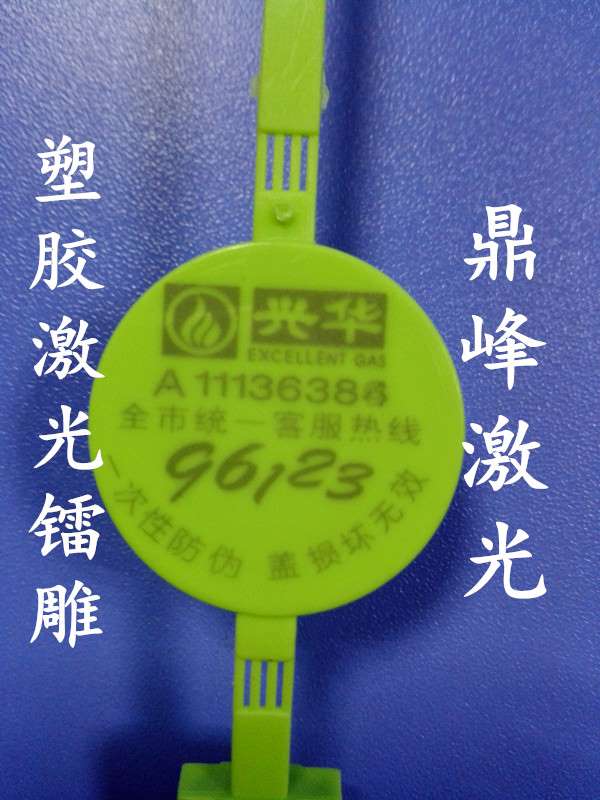 塑胶激光镭雕
鼎峰激光
兴华
EXCELLENT GAS
A 1113638号
全市统一客服热线
96123
一次性防伪 盖损坏无效